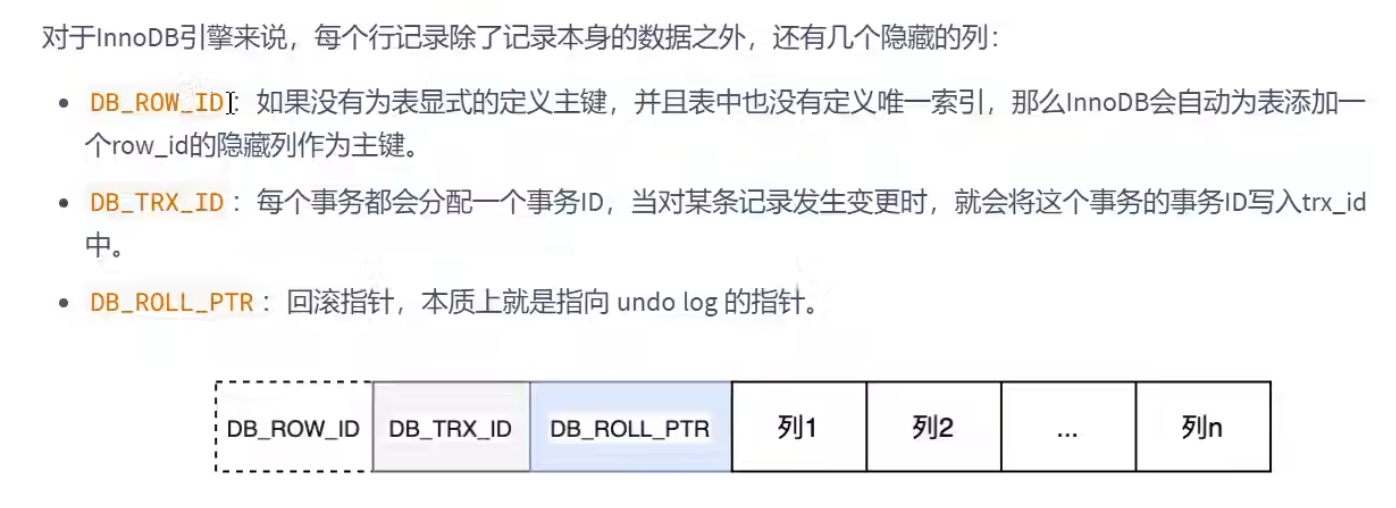 对于InnoDB引擎来说，每个行记录除了记录本身的数据之外，还有几个隐藏的列：
• DB_ROW_ID：如果没有为表显式的定义主键，并且表中也没有定义唯一索引，那么InnoDB会自动为表添加一
个row_id的隐藏列作为主键。
• DB_TRX_ID：每个事务都会分配一个事务ID，当对某条记录发生变更时，就会将这个事务的事务ID写入trx_id
中。
• DB_ROLL_PTR：回滚指针，本质上就是指向 undo log 的指针。
DB_ROW_ID DB_TRX_ID DB_ROLL_PTR 列1 列2 ... 列n